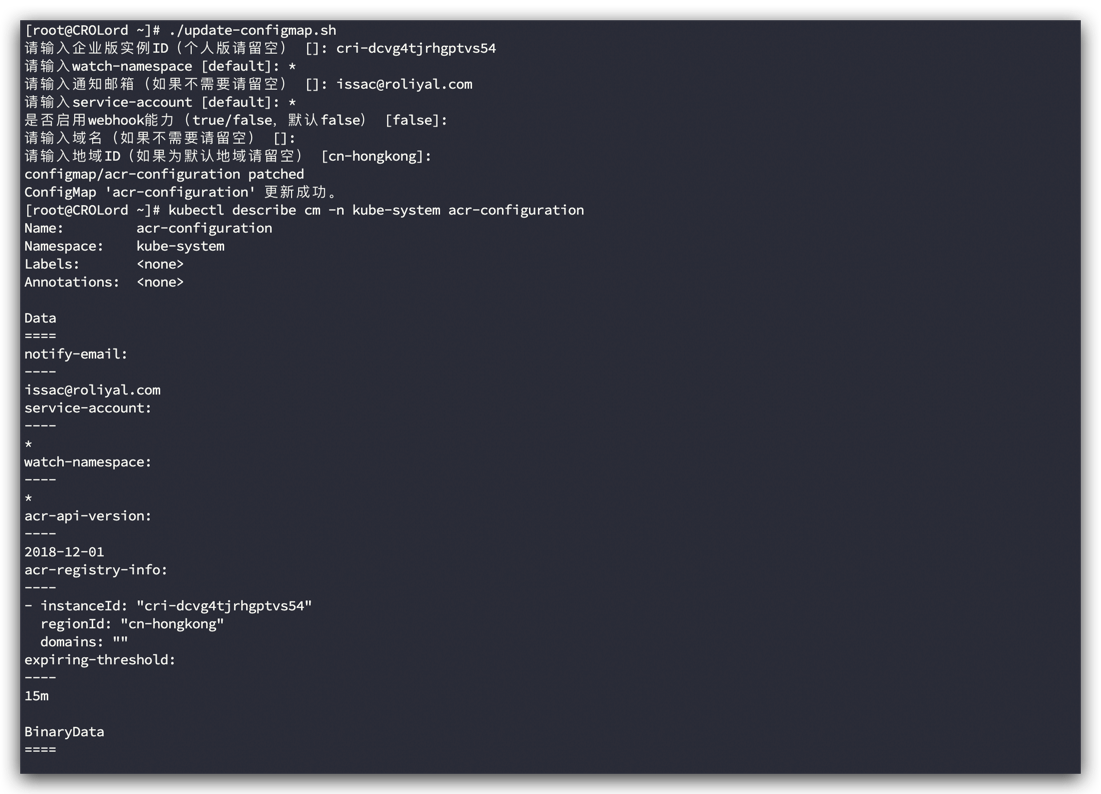 [root@CROLord ~]# ./update-configmap.sh
请输入企业版实例ID（个人版请留空） []: cri-dcvg4tjrhgptvs54
请输入watch-namespace [default]: *
请输入通知邮箱（如果不需要请留空） []: issac@roliyal.com
请输入service-account [default]: *
是否启用webhook能力（true/false，默认false） [false]:
请输入域名（如果不需要请留空） []:
请输入地域ID（如果为默认地域请留空） [cn-hongkong]:
configmap/acr-configuration patched
ConfigMap 'acr-configuration' 更新成功。
[root@CROLord ~]# kubectl describe cm -n kube-system acr-configuration
Name:         acr-configuration
Namespace:    kube-system
Labels:       <none>
Annotations:  <none>

Data
====
notify-email:
----
issac@roliyal.com
service-account:
----
*
watch-namespace:
----
*
acr-api-version:
----
2018-12-01
acr-registry-info:
----
- instanceId: "cri-dcvg4tjrhgptvs54"
  regionId: "cn-hongkong"
  domains: ""
expiring-threshold:
----
15m

BinaryData
====